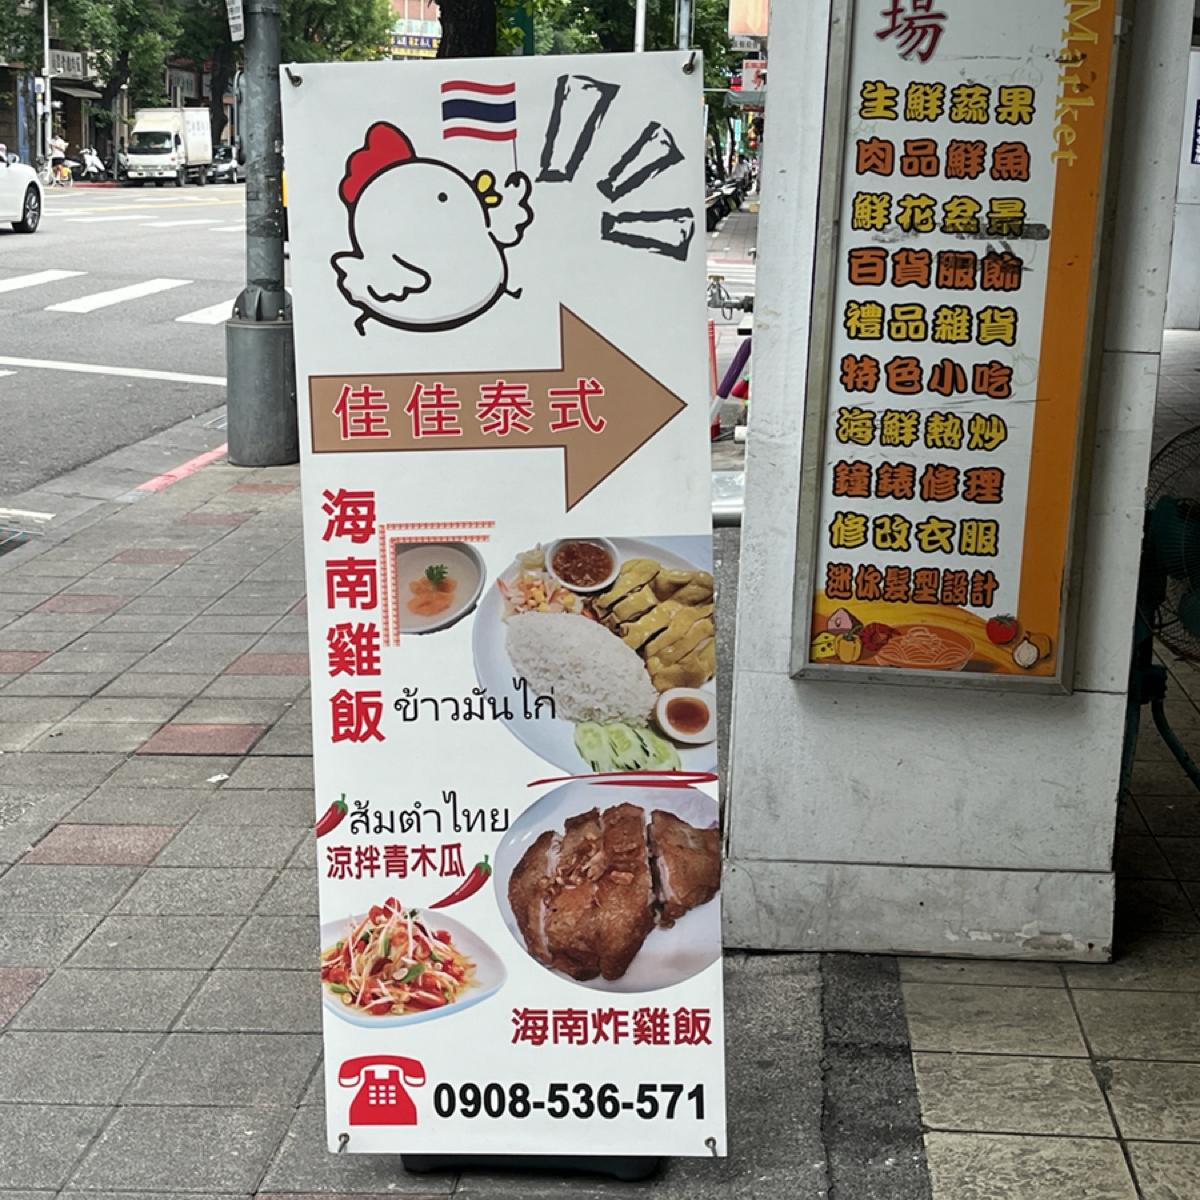 佳佳泰式
海南雞飯
ข้าวมันไก่
ส้มตำไทย
涼拌青木瓜
海南炸雞飯
0908-536-571
場
Market
生鮮蔬果
肉品鮮魚
鮮花盆景
百貨服飾
禮品雜貨
特色小吃
海鮮熱炒
鐘錶修理
修改衣服
迷你髮型設計